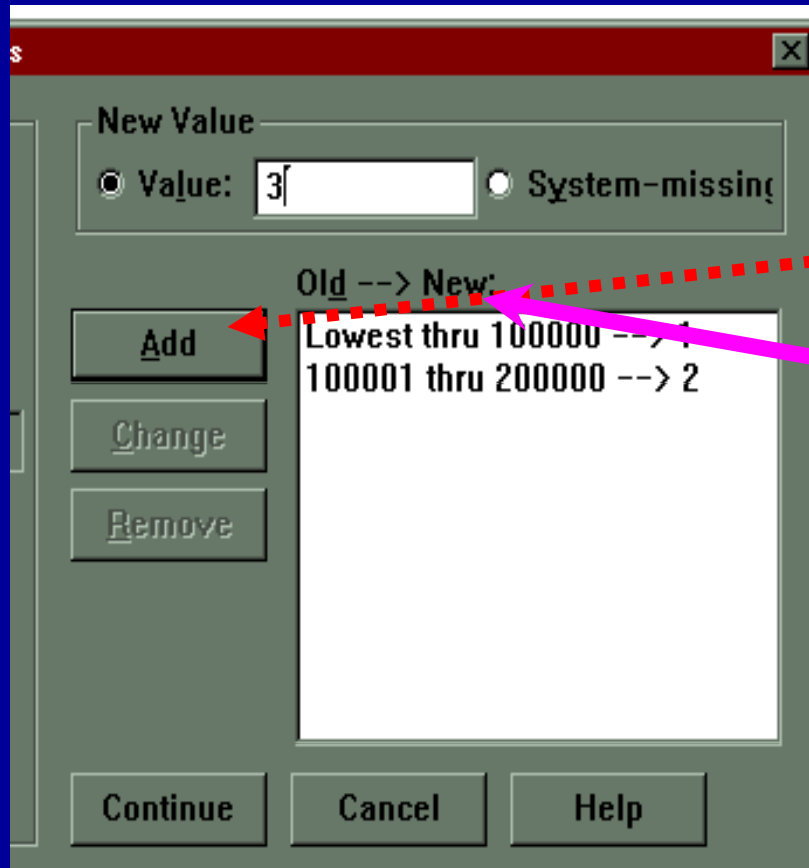 s
New Value
Value: 3 System-missing
Old --> New:
Add
Lowest thru 100000 --> 1
100001 thru 200000 --> 2
Change
Remove
Continue Cancel Help